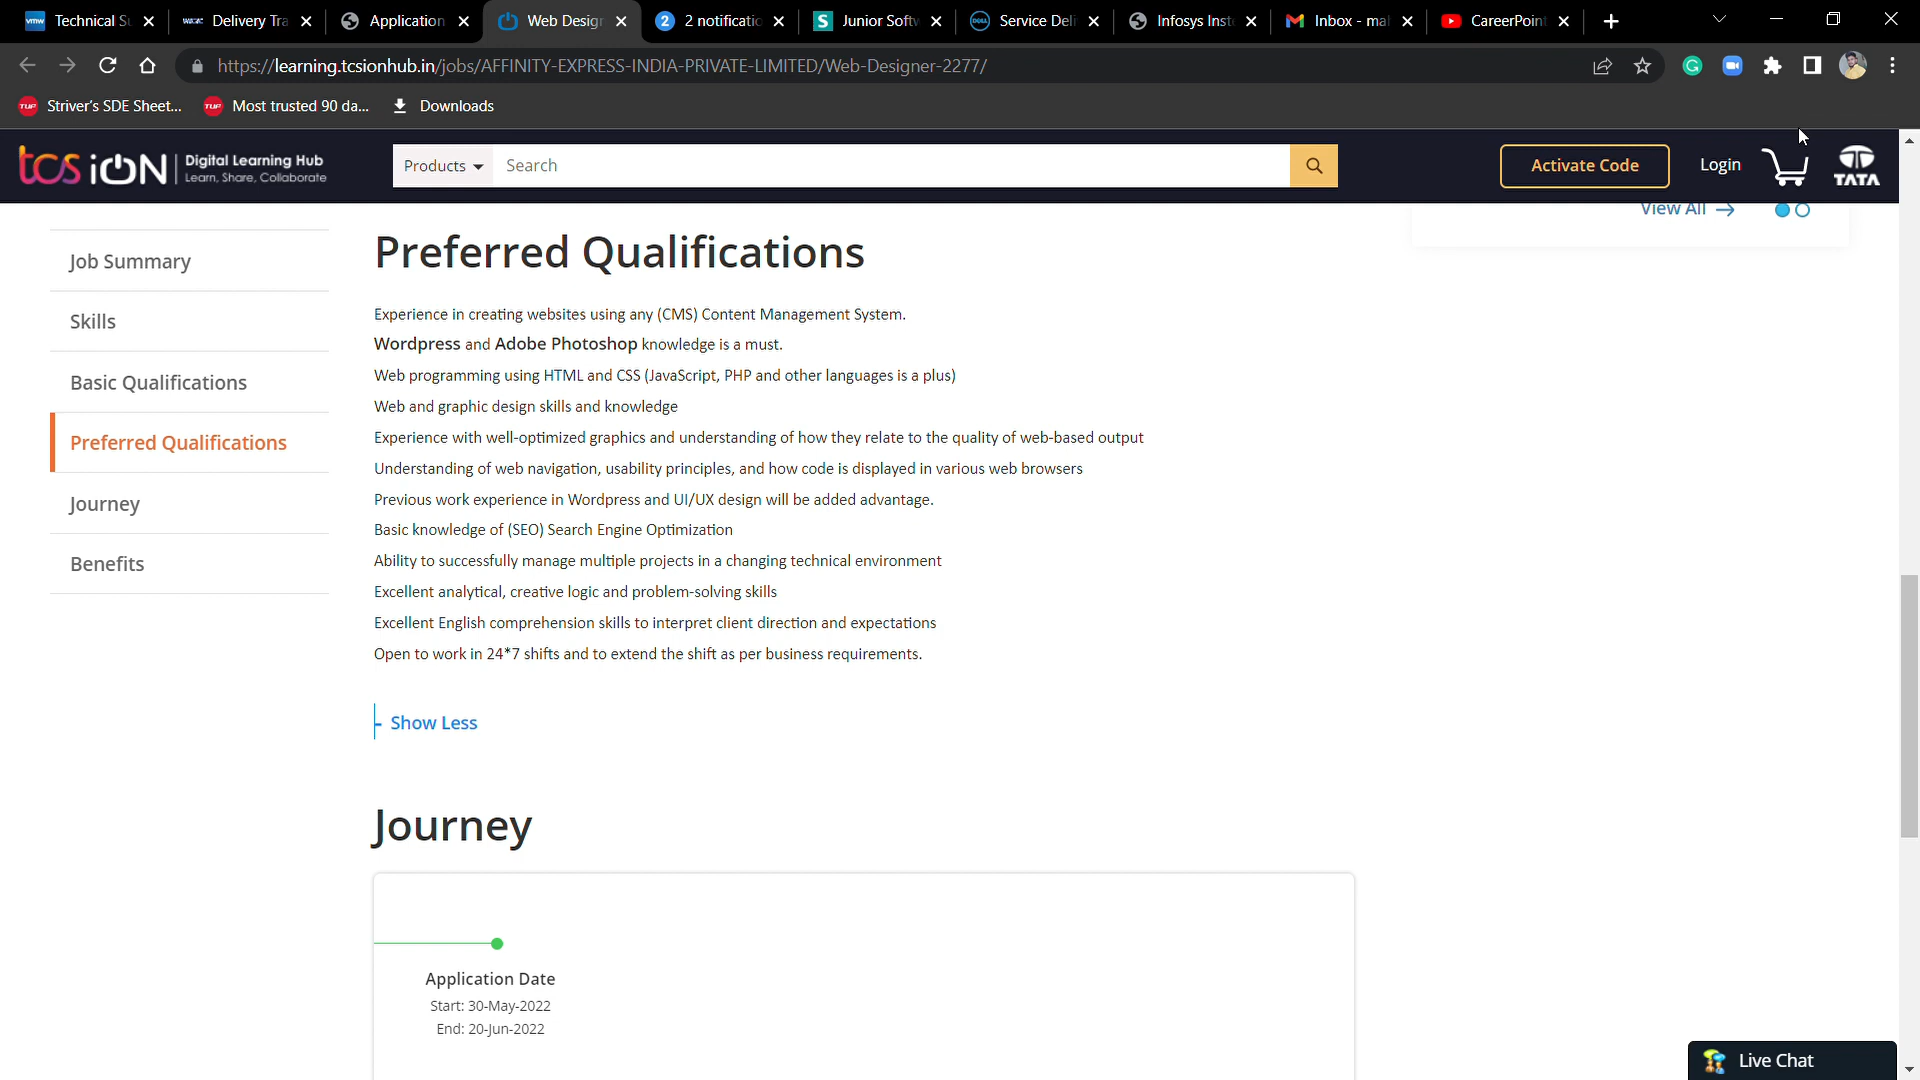 Technical S
Delivery Tra
Application
Web Design
2 notificatio
Junior Softw
Service Deli
Infosys Inst
Inbox - mal
CareerPoin
https://learning.tcsionhub.in/jobs/AFFINITY-EXPRESS-INDIA-PRIVATE-LIMITED/Web-Designer-2277/
Striver's SDE Sheet...
Most trusted 90 da...
Downloads
tcs iON
Digital Learning Hub
Learn, Share, Collaborate
Products
Search
Activate Code
Login
TATA
View All
Job Summary
Skills
Basic Qualifications
Preferred Qualifications
Journey
Benefits
Preferred Qualifications
Experience in creating websites using any (CMS) Content Management System.
Wordpress and Adobe Photoshop knowledge is a must.
Web programming using HTML and CSS (JavaScript, PHP and other languages is a plus)
Web and graphic design skills and knowledge
Experience with well-optimized graphics and understanding of how they relate to the quality of web-based output
Understanding of web navigation, usability principles, and how code is displayed in various web browsers
Previous work experience in Wordpress and UI/UX design will be added advantage.
Basic knowledge of (SEO) Search Engine Optimization
Ability to successfully manage multiple projects in a changing technical environment
Excellent analytical, creative logic and problem-solving skills
Excellent English comprehension skills to interpret client direction and expectations
Open to work in 24*7 shifts and to extend the shift as per business requirements.
- Show Less
Journey
Application Date
Start: 30-May-2022
End: 20-Jun-2022
Live Chat